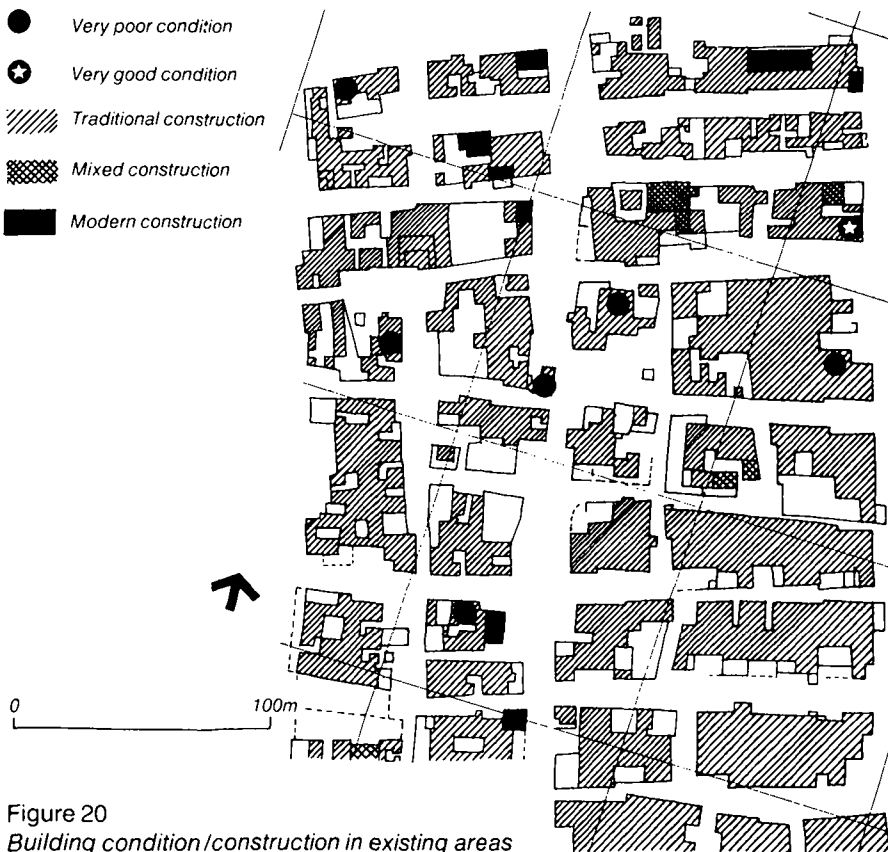 Very poor condition
Very good condition
Traditional construction
Mixed construction
Modern construction
0 100m
Figure 20
Building condition/construction in existing areas